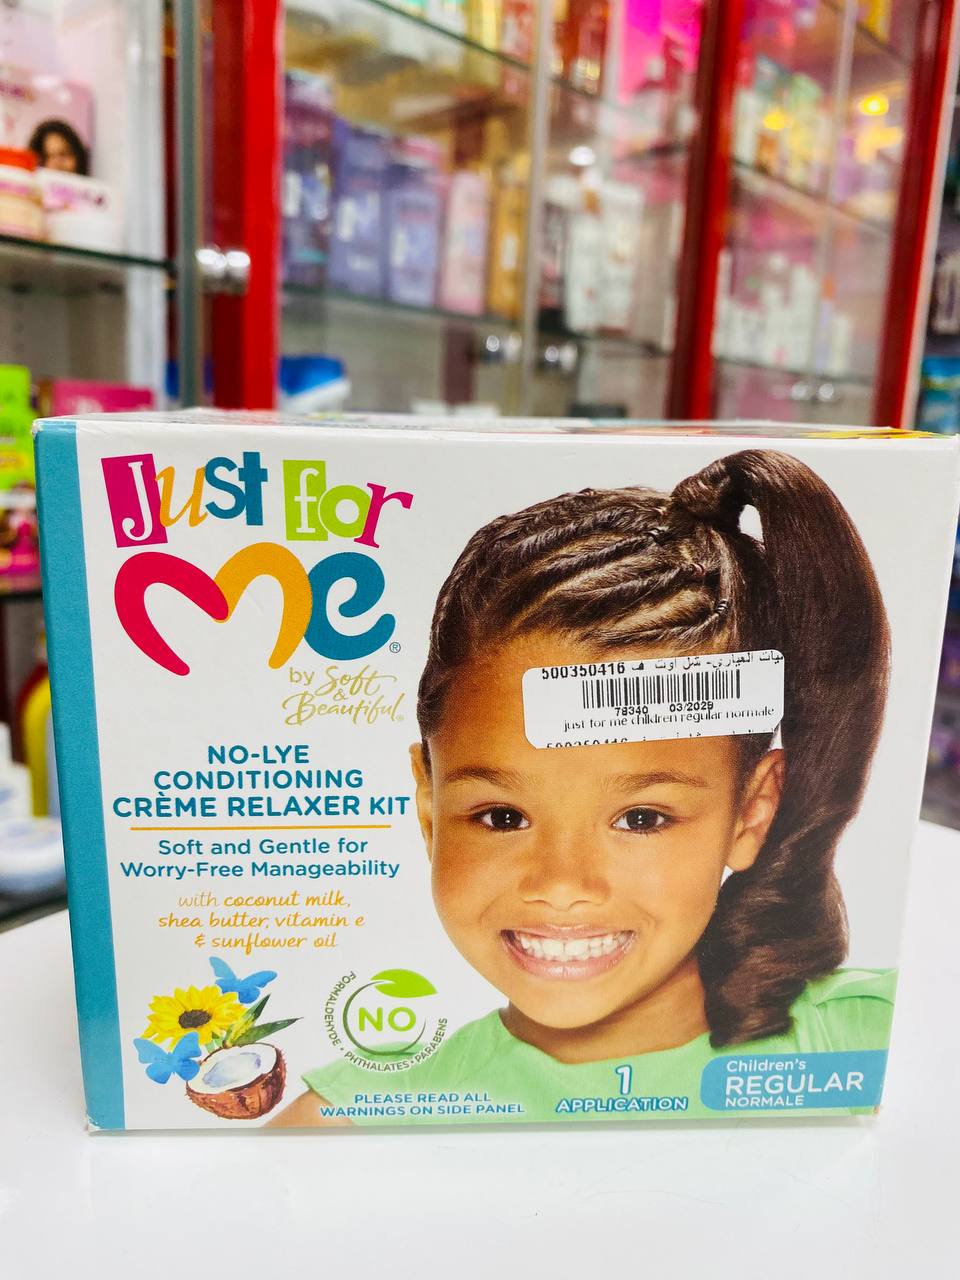 Just for
me®
by Soft
&
Beautiful®
NO-LYE
CONDITIONING
CRÈME RELAXER KIT
Soft and Gentle for
Worry-Free Manageability
with coconut milk,
shea butter, vitamin e
& sunflower oil
NO
FORMALDEHYDE • PHTHALATES • PARABENS
PLEASE READ ALL
WARNINGS ON SIDE PANEL
1
APPLICATION
Children's
REGULAR
NORMALE
500350416
78340 03/2029
just for me children regular normale